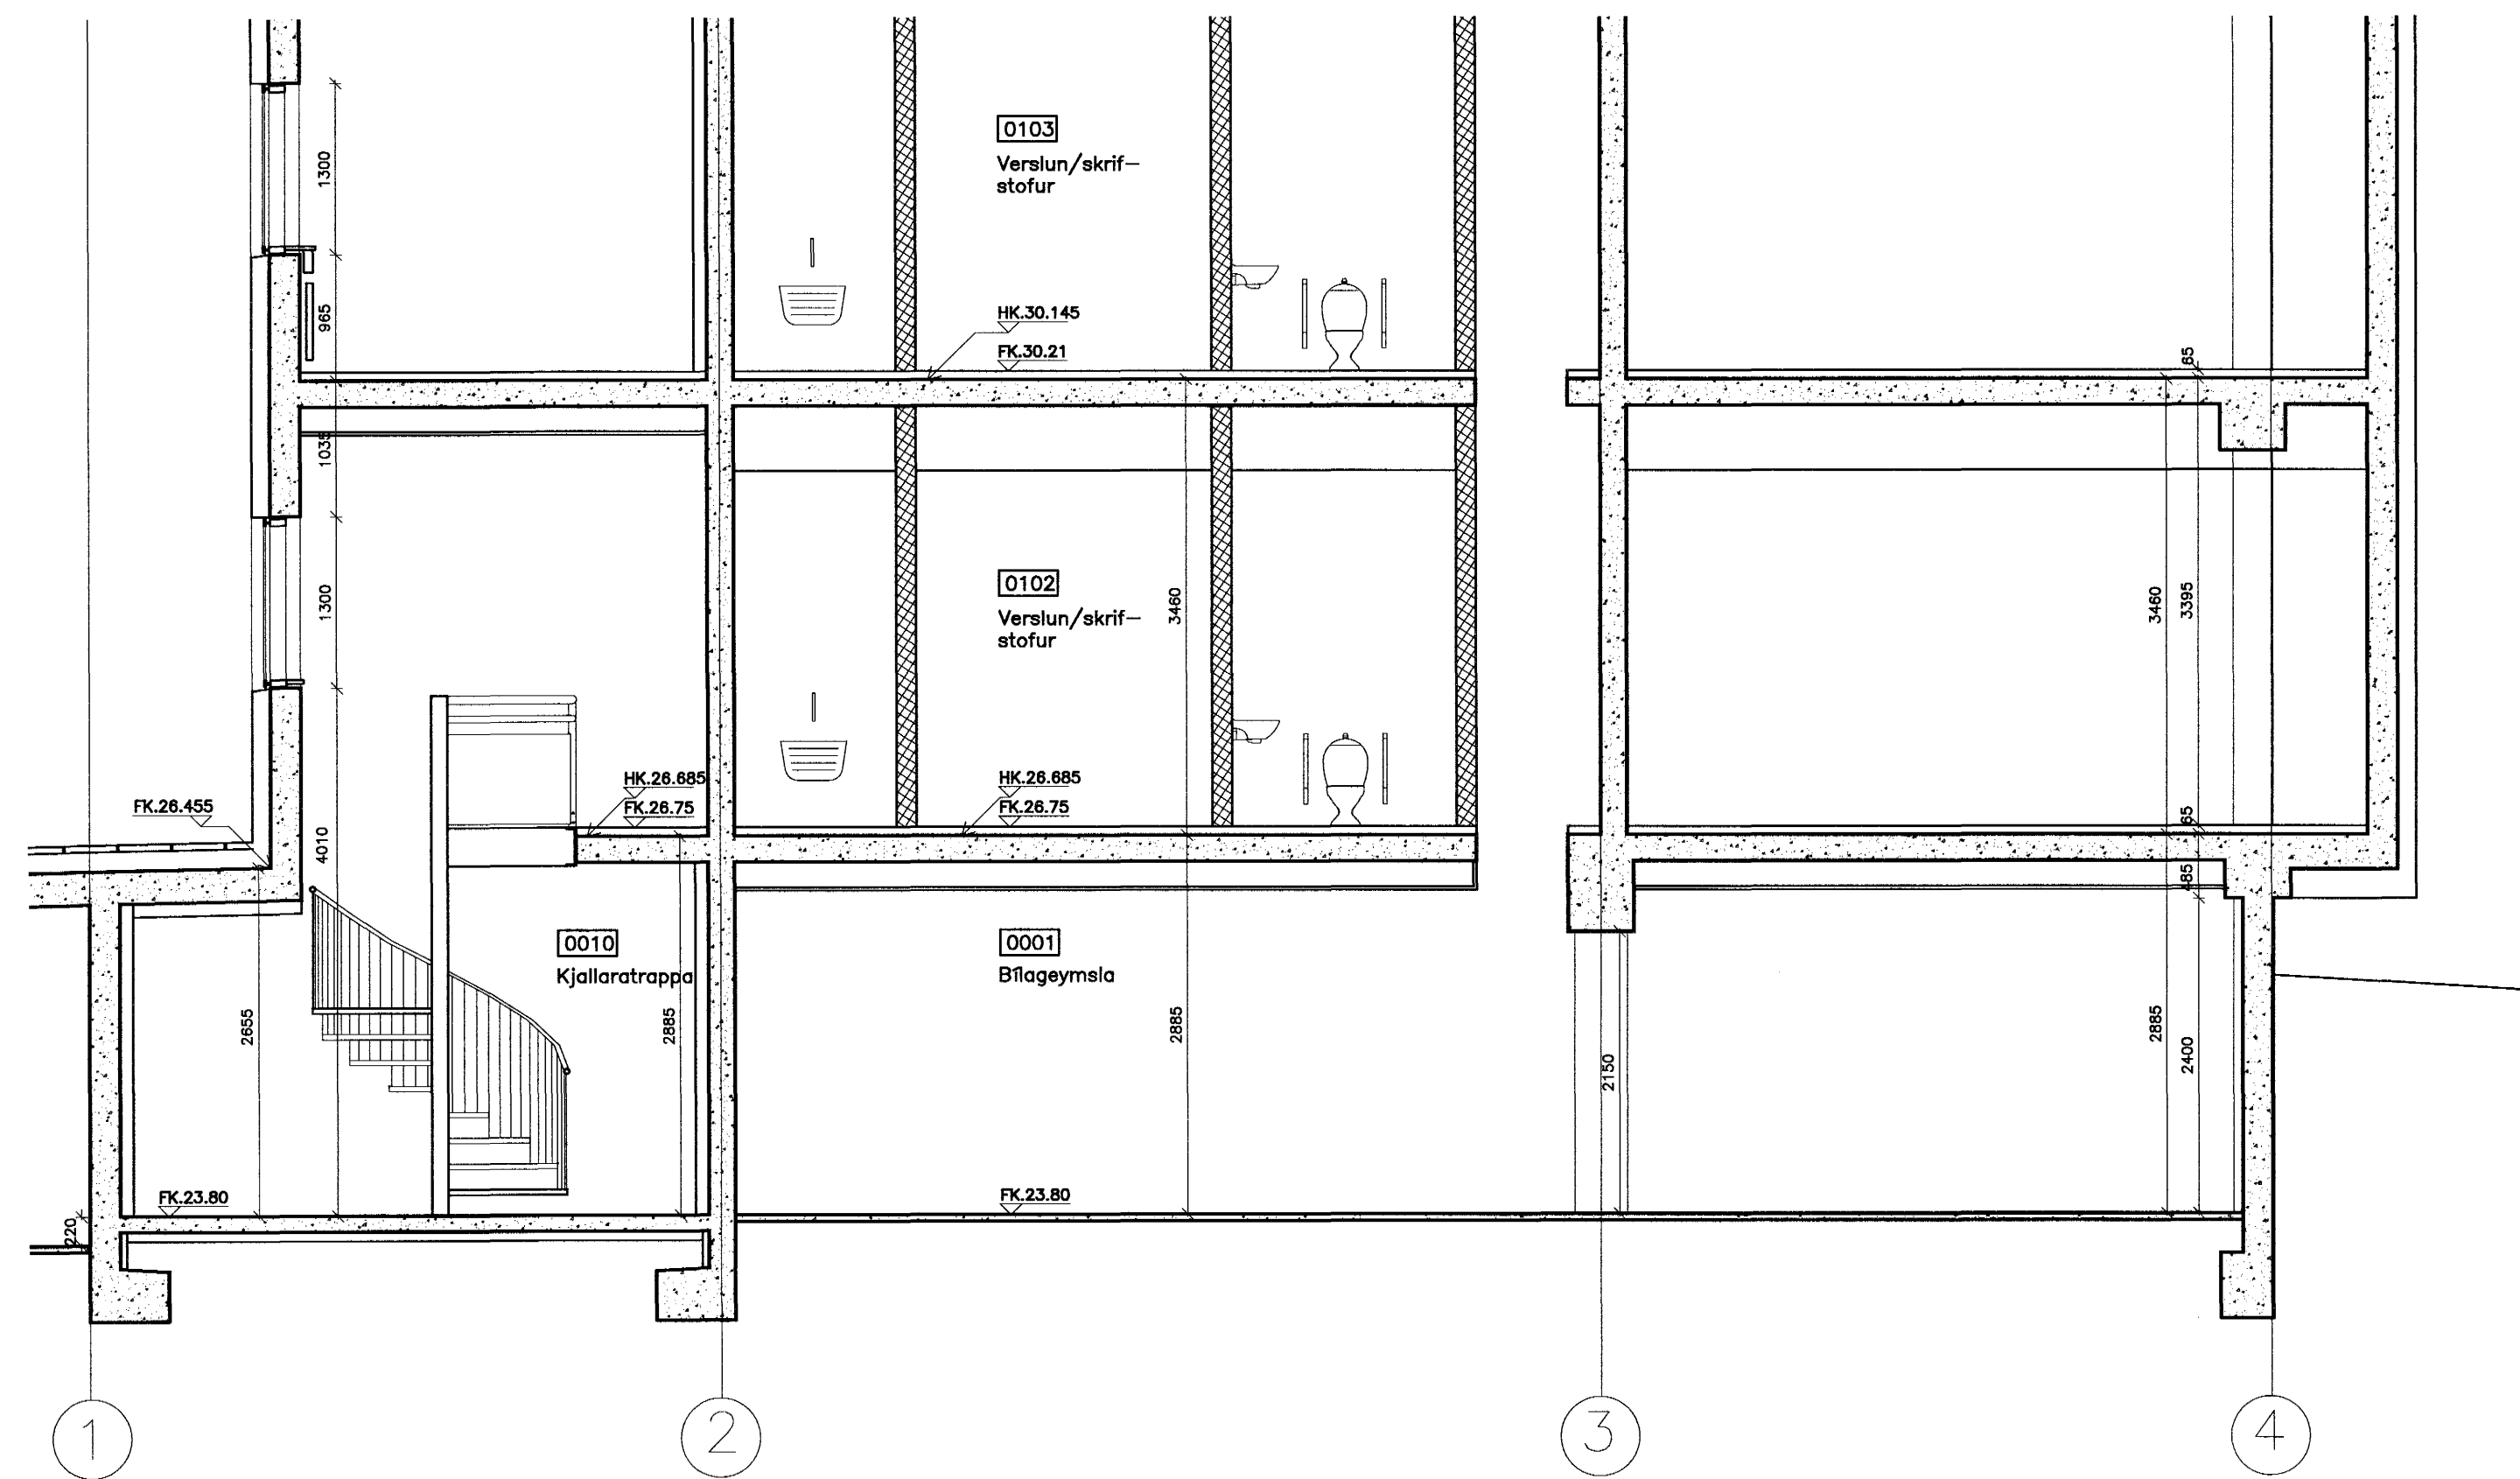 0103
Verslun/skrif–
stofur
1300
965
HK.30.145
FK.30.21
65
1035
1300
0102
Verslun/skrif–
stofur
3460
3460
3395
HK.26.685
FK.26.75
HK.26.685
FK.26.75
FK.26.455
65
4010
485
0010
Kjallaratrappa
0001
Bílageymsla
2655
2885
2885
2150
2885
2400
FK.23.80
FK.23.80
220
1
2
3
4